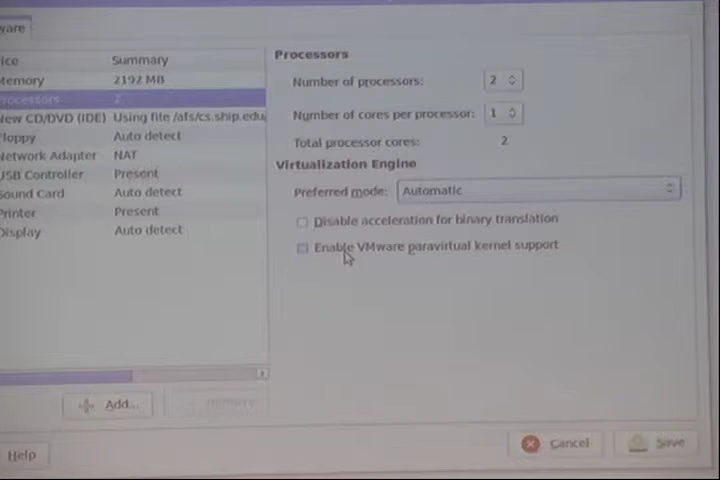 ware
ice Summary
Memory 2192 MB
Processors 2
New CD/DVD (IDE) Using file /afs/cs.ship.edu/
Floppy Auto detect
Network Adapter NAT
USB Controller Present
Sound Card Auto detect
Printer Present
Display Auto detect
Add...
Remove
Help
Processors
Number of processors: 2
Number of cores per processor: 1
Total processor cores: 2
Virtualization Engine
Preferred mode: Automatic
Disable acceleration for binary translation
Enable VMware paravirtual kernel support
Cancel
Save